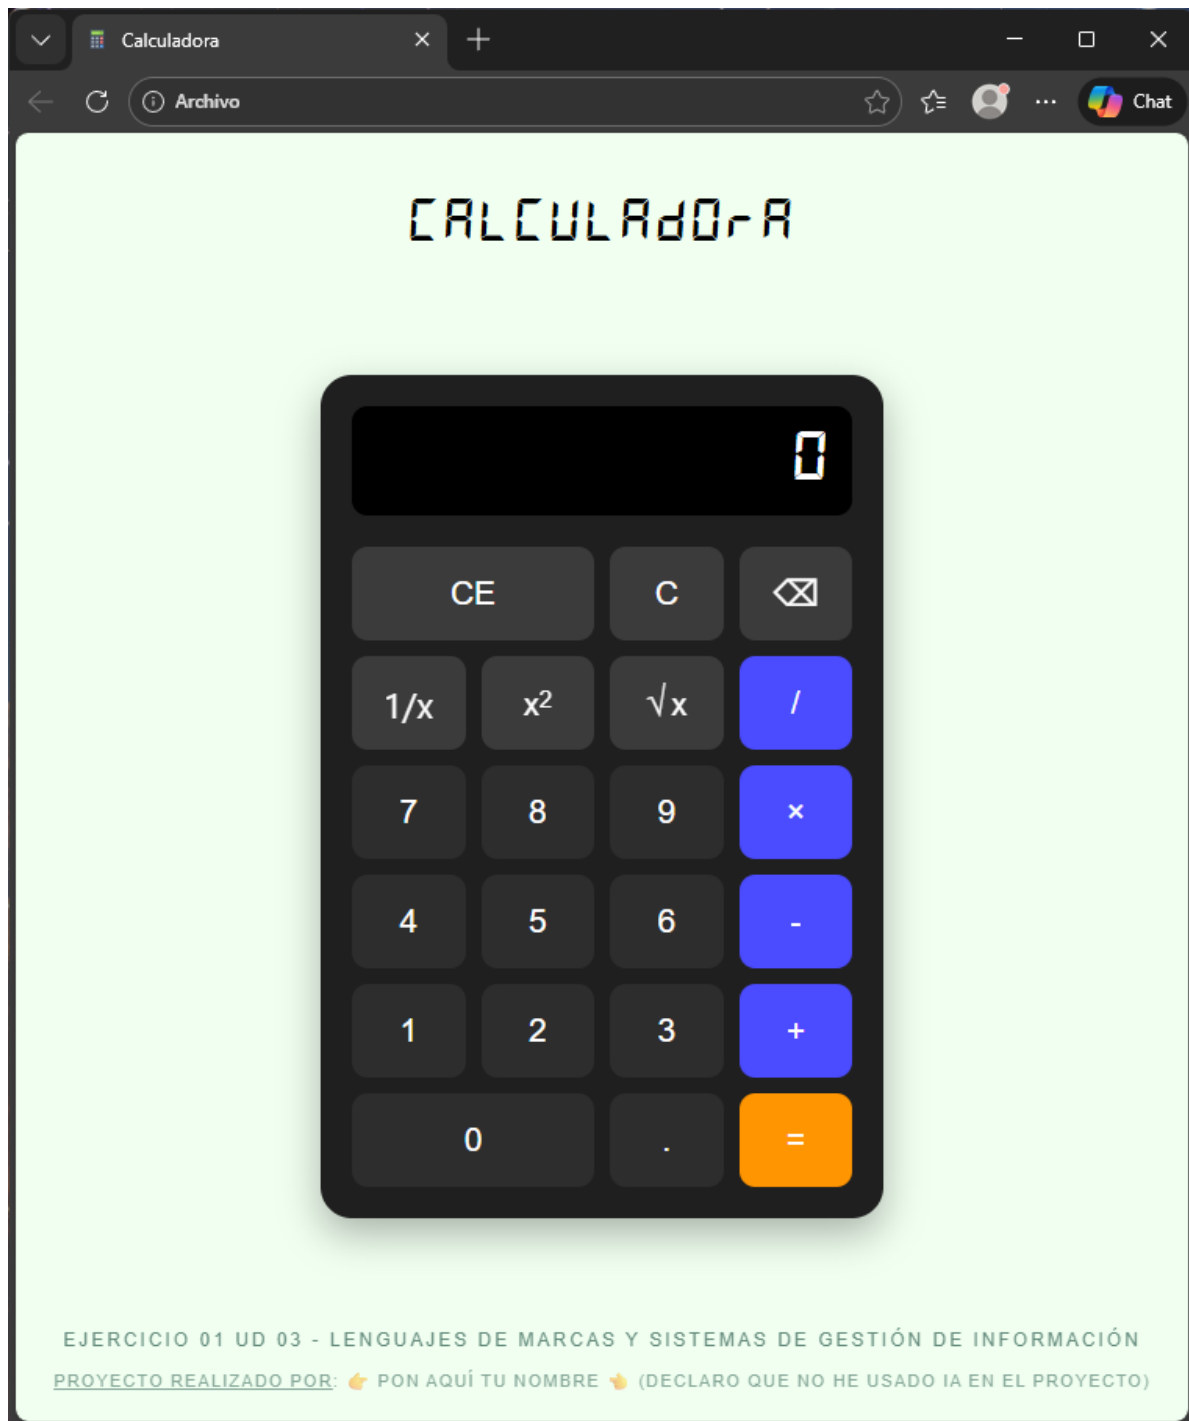 Calculadora
Archivo
Chat
CALCULAdOrA
0
CE C ⌫
1/x x² √x /
7 8 9 ×
4 5 6 -
1 2 3 +
0 . =
EJERCICIO 01 UD 03 - LENGUAJES DE MARCAS Y SISTEMAS DE GESTIÓN DE INFORMACIÓN
PROYECTO REALIZADO POR: 👉 PON AQUÍ TU NOMBRE 👈 (DECLARO QUE NO HE USADO IA EN EL PROYECTO)